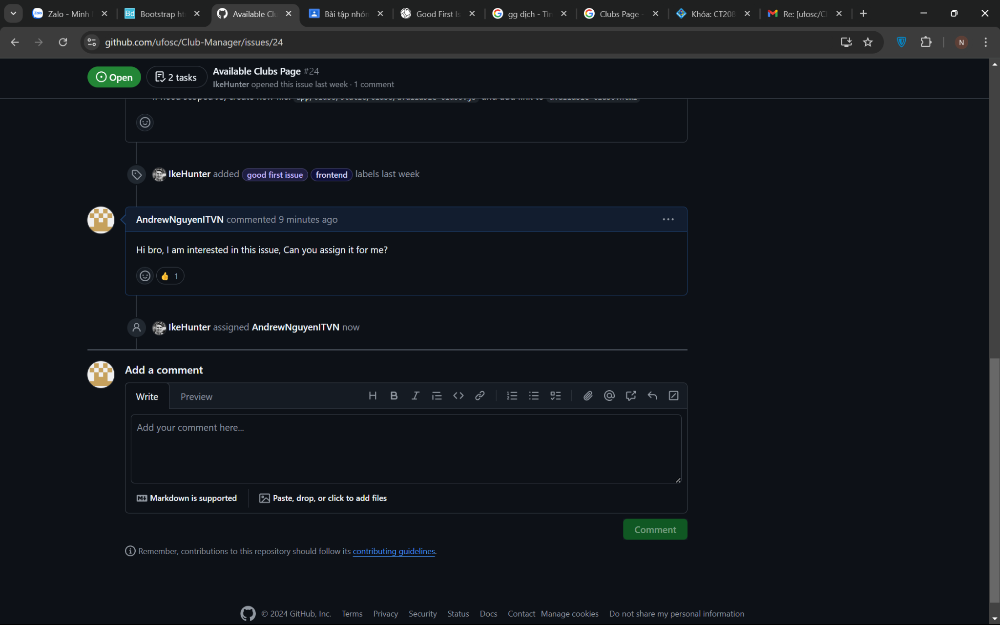 Zalo - Minh
Bootstrap ht
Available Cl
Bài tập nhón
Good First Is
gg dịch - Tìn
Clubs Page -
Khóa: CT208
Re: [ufosc/Cl
github.com/ufosc/Club-Manager/issues/24
N
Open
2 tasks
Available Clubs Page #24
IkeHunter opened this issue last week · 1 comment
IkeHunter added good first issue frontend labels last week
AndrewNguyenITVN commented 9 minutes ago
Hi bro, I am interested in this issue, Can you assign it for me?
👍 1
IkeHunter assigned AndrewNguyenITVN now
Add a comment
Write
Preview
Add your comment here...
Markdown is supported
Paste, drop, or click to add files
Comment
Remember, contributions to this repository should follow its contributing guidelines.
© 2024 GitHub, Inc. Terms Privacy Security Status Docs Contact Manage cookies Do not share my personal information